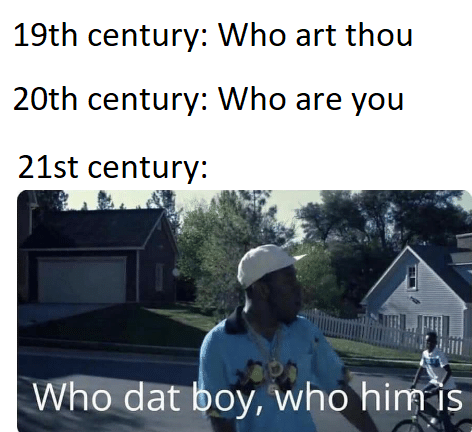 19th century: Who art thou
20th century: Who are you
21st century:
Who dat boy, who him is